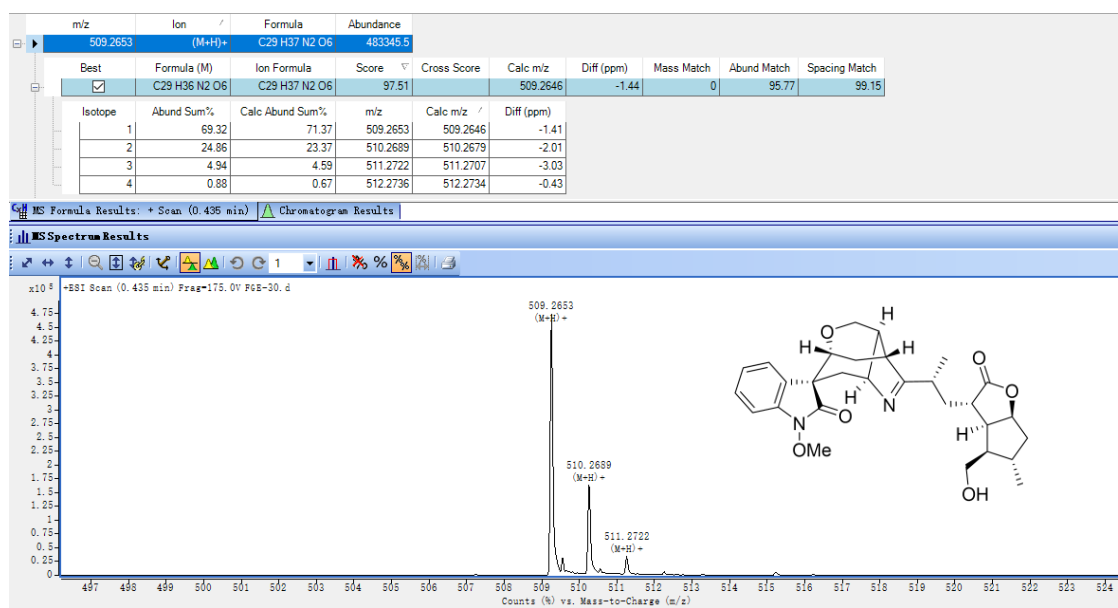 m/z Ion / Formula Abundance
509.2653 (M+H)+ C29 H37 N2 O6 483345.5
Best Formula (M) Ion Formula Score Cross Score Calc m/z Diff (ppm) Mass Match Abund Match Spacing Match
C29 H36 N2 O6 C29 H37 N2 O6 97.51 509.2646 -1.44 0 95.77 99.15
Isotope Abund Sum% Calc Abund Sum% m/z Calc m/z / Diff (ppm)
1 69.32 71.37 509.2653 509.2646 -1.41
2 24.86 23.37 510.2689 510.2679 -2.01
3 4.94 4.59 511.2722 511.2707 -3.03
4 0.88 0.67 512.2736 512.2734 -0.43
MS Formula Results: + Scan (0.435 min) Chromatogram Results
MS Spectrum Results
1 % %
x10 5 +ESI Scan (0.435 min) Frag=175.0V FGE-30.d
4.75
4.5
4.25
4
3.75
3.5
3.25
3
2.75
2.5
2.25
2
1.75
1.5
1.25
1
0.75
0.5
0.25
0
509.2653
(M+H)+
510.2689
(M+H)+
511.2722
(M+H)+
H
O
H H
O
O
H
N
O
N
H
OMe
OH
497 498 499 500 501 502 503 504 505 506 507 508 509 510 511 512 513 514 515 516 517 518 519 520 521 522 523 524
Counts (%) vs. Mass-to-Charge (m/z)